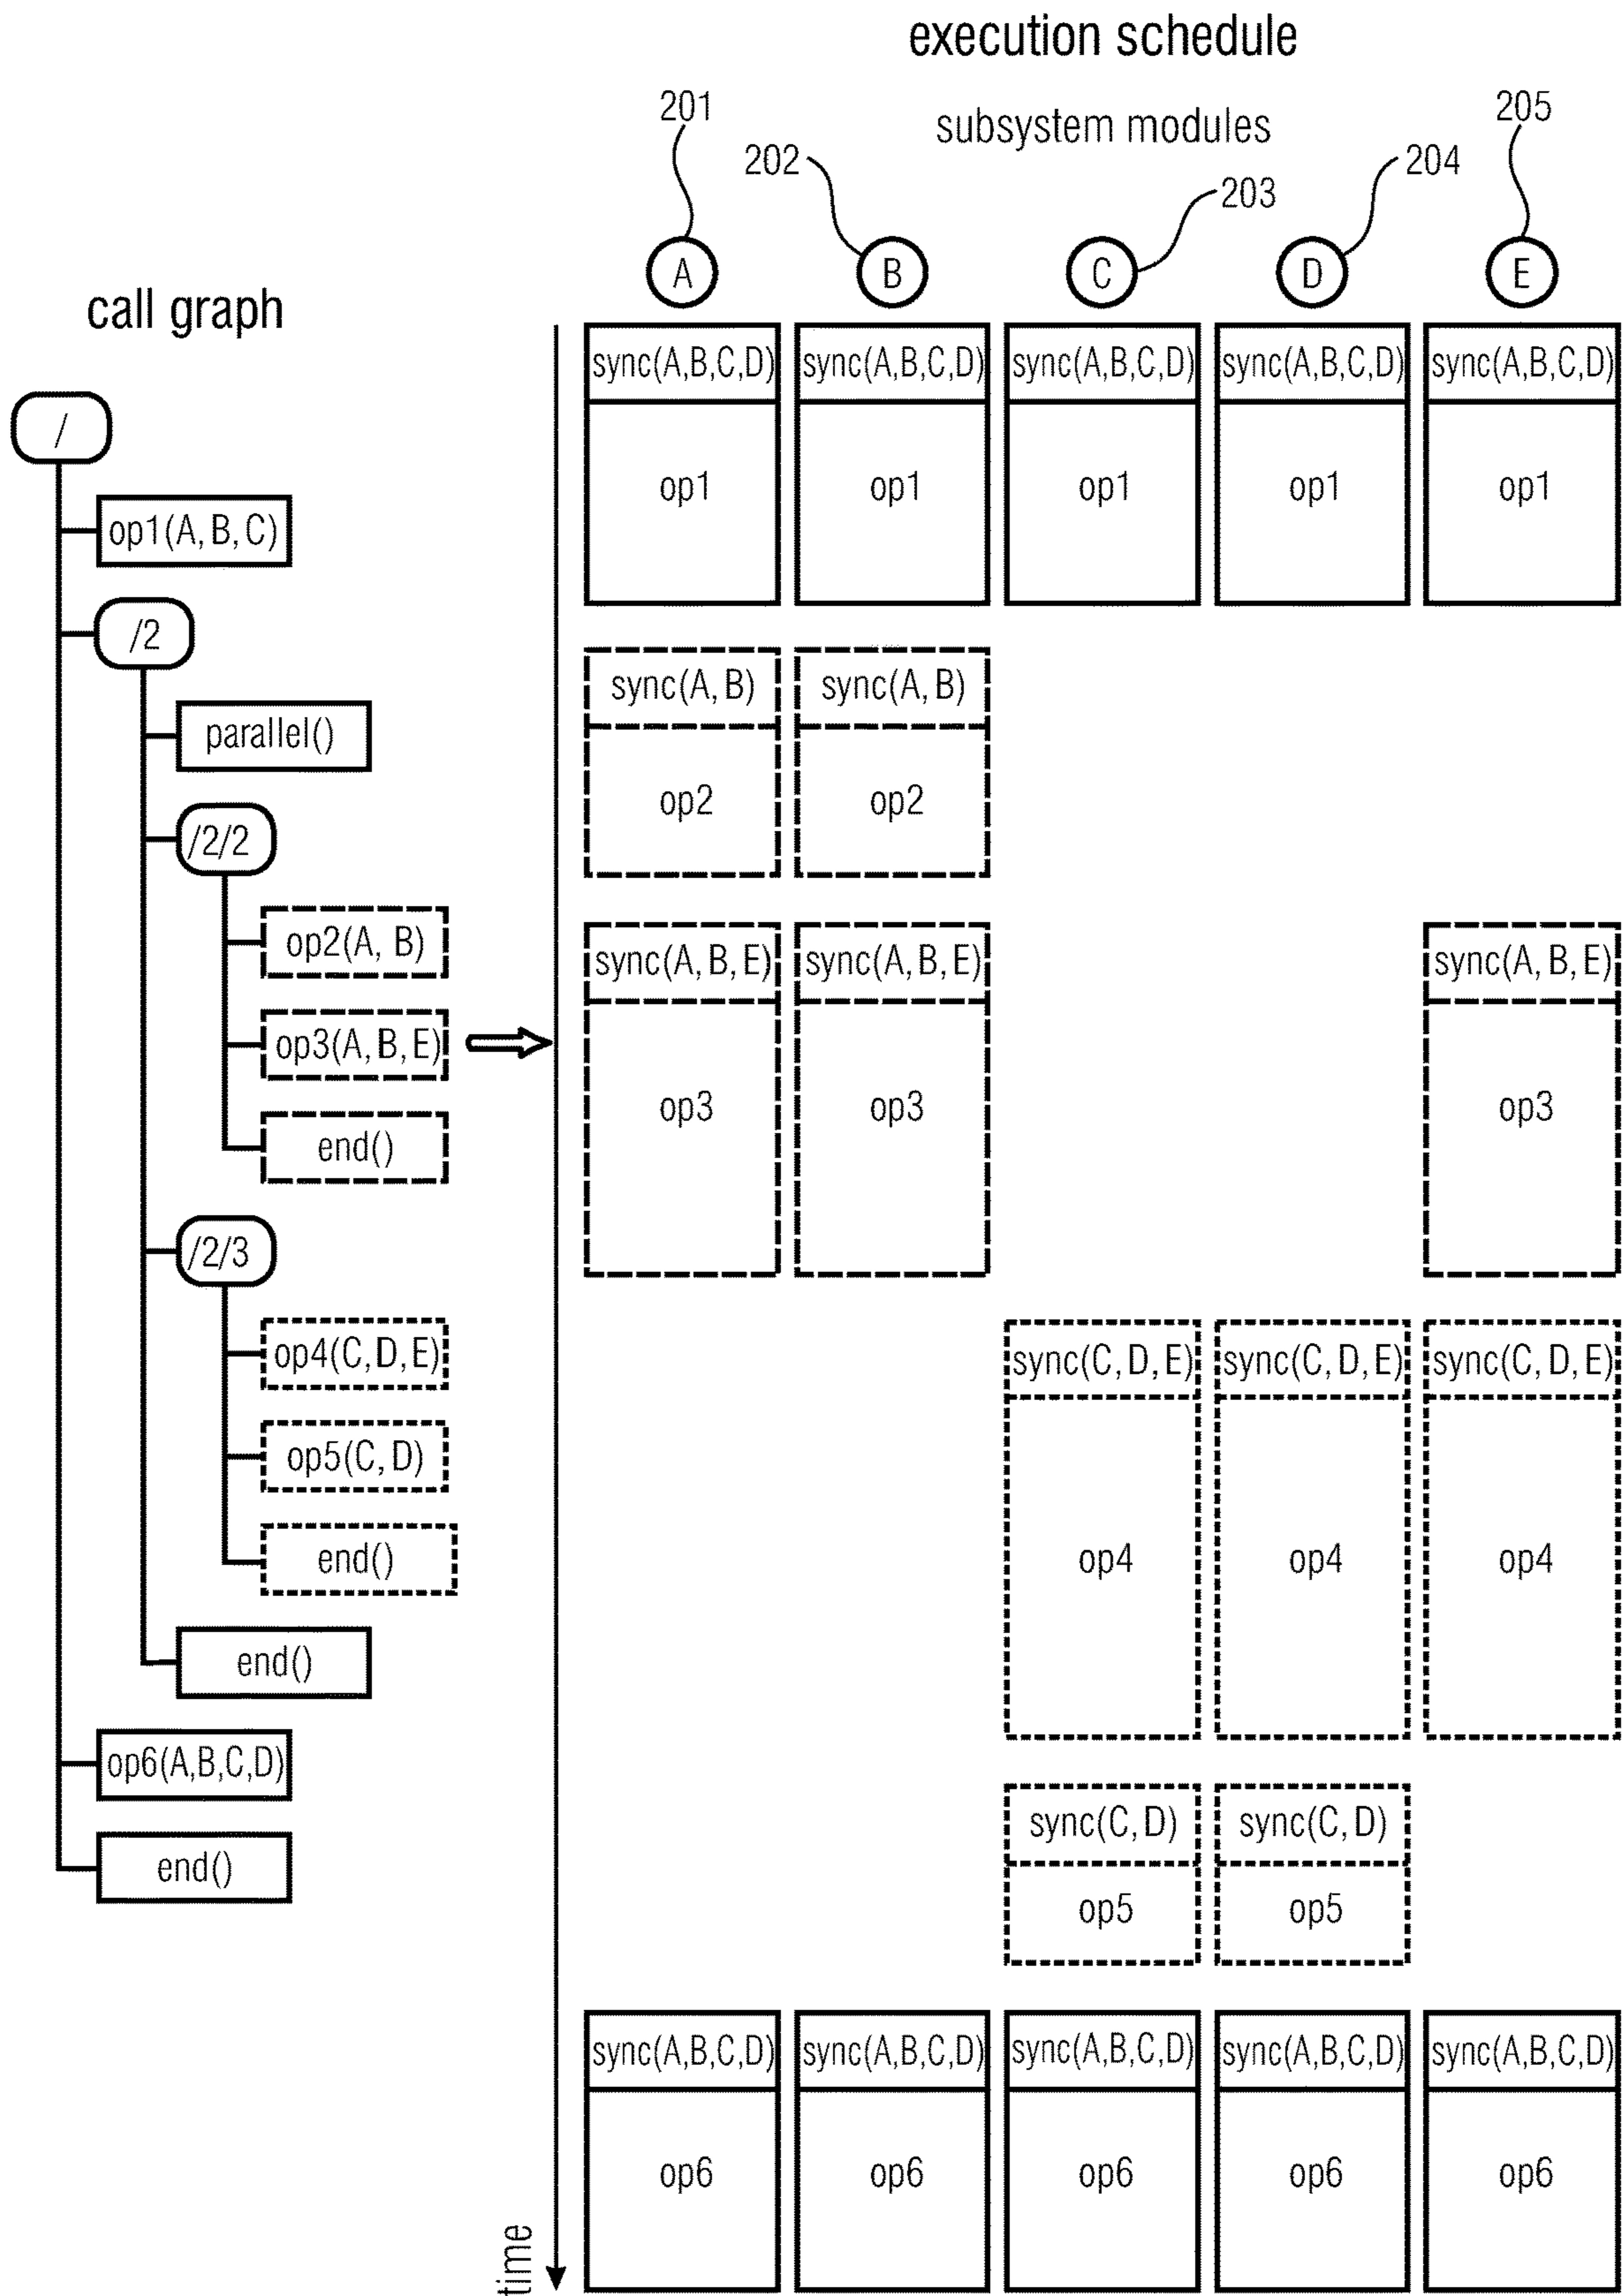 execution schedule
201
subsystem modules
205
202
204
203
A B C D E
call graph
sync(A,B,C,D) sync(A,B,C,D) sync(A,B,C,D) sync(A,B,C,D) sync(A,B,C,D)
/
op1 op1 op1 op1 op1
op1(A, B, C)
/2
sync(A, B) sync(A, B)
parallel()
op2 op2
/2/2
op2(A, B)
sync(A, B, E) sync(A, B, E) sync(A, B, E)
op3(A, B, E)
op3 op3 op3
end()
/2/3
op4(C, D, E)
sync(C, D, E) sync(C, D, E) sync(C, D, E)
op5(C, D)
end()
op4 op4 op4
end()
op6(A,B,C,D)
sync(C, D) sync(C, D)
end()
op5 op5
sync(A,B,C,D) sync(A,B,C,D) sync(A,B,C,D) sync(A,B,C,D) sync(A,B,C,D)
op6 op6 op6 op6 op6
time